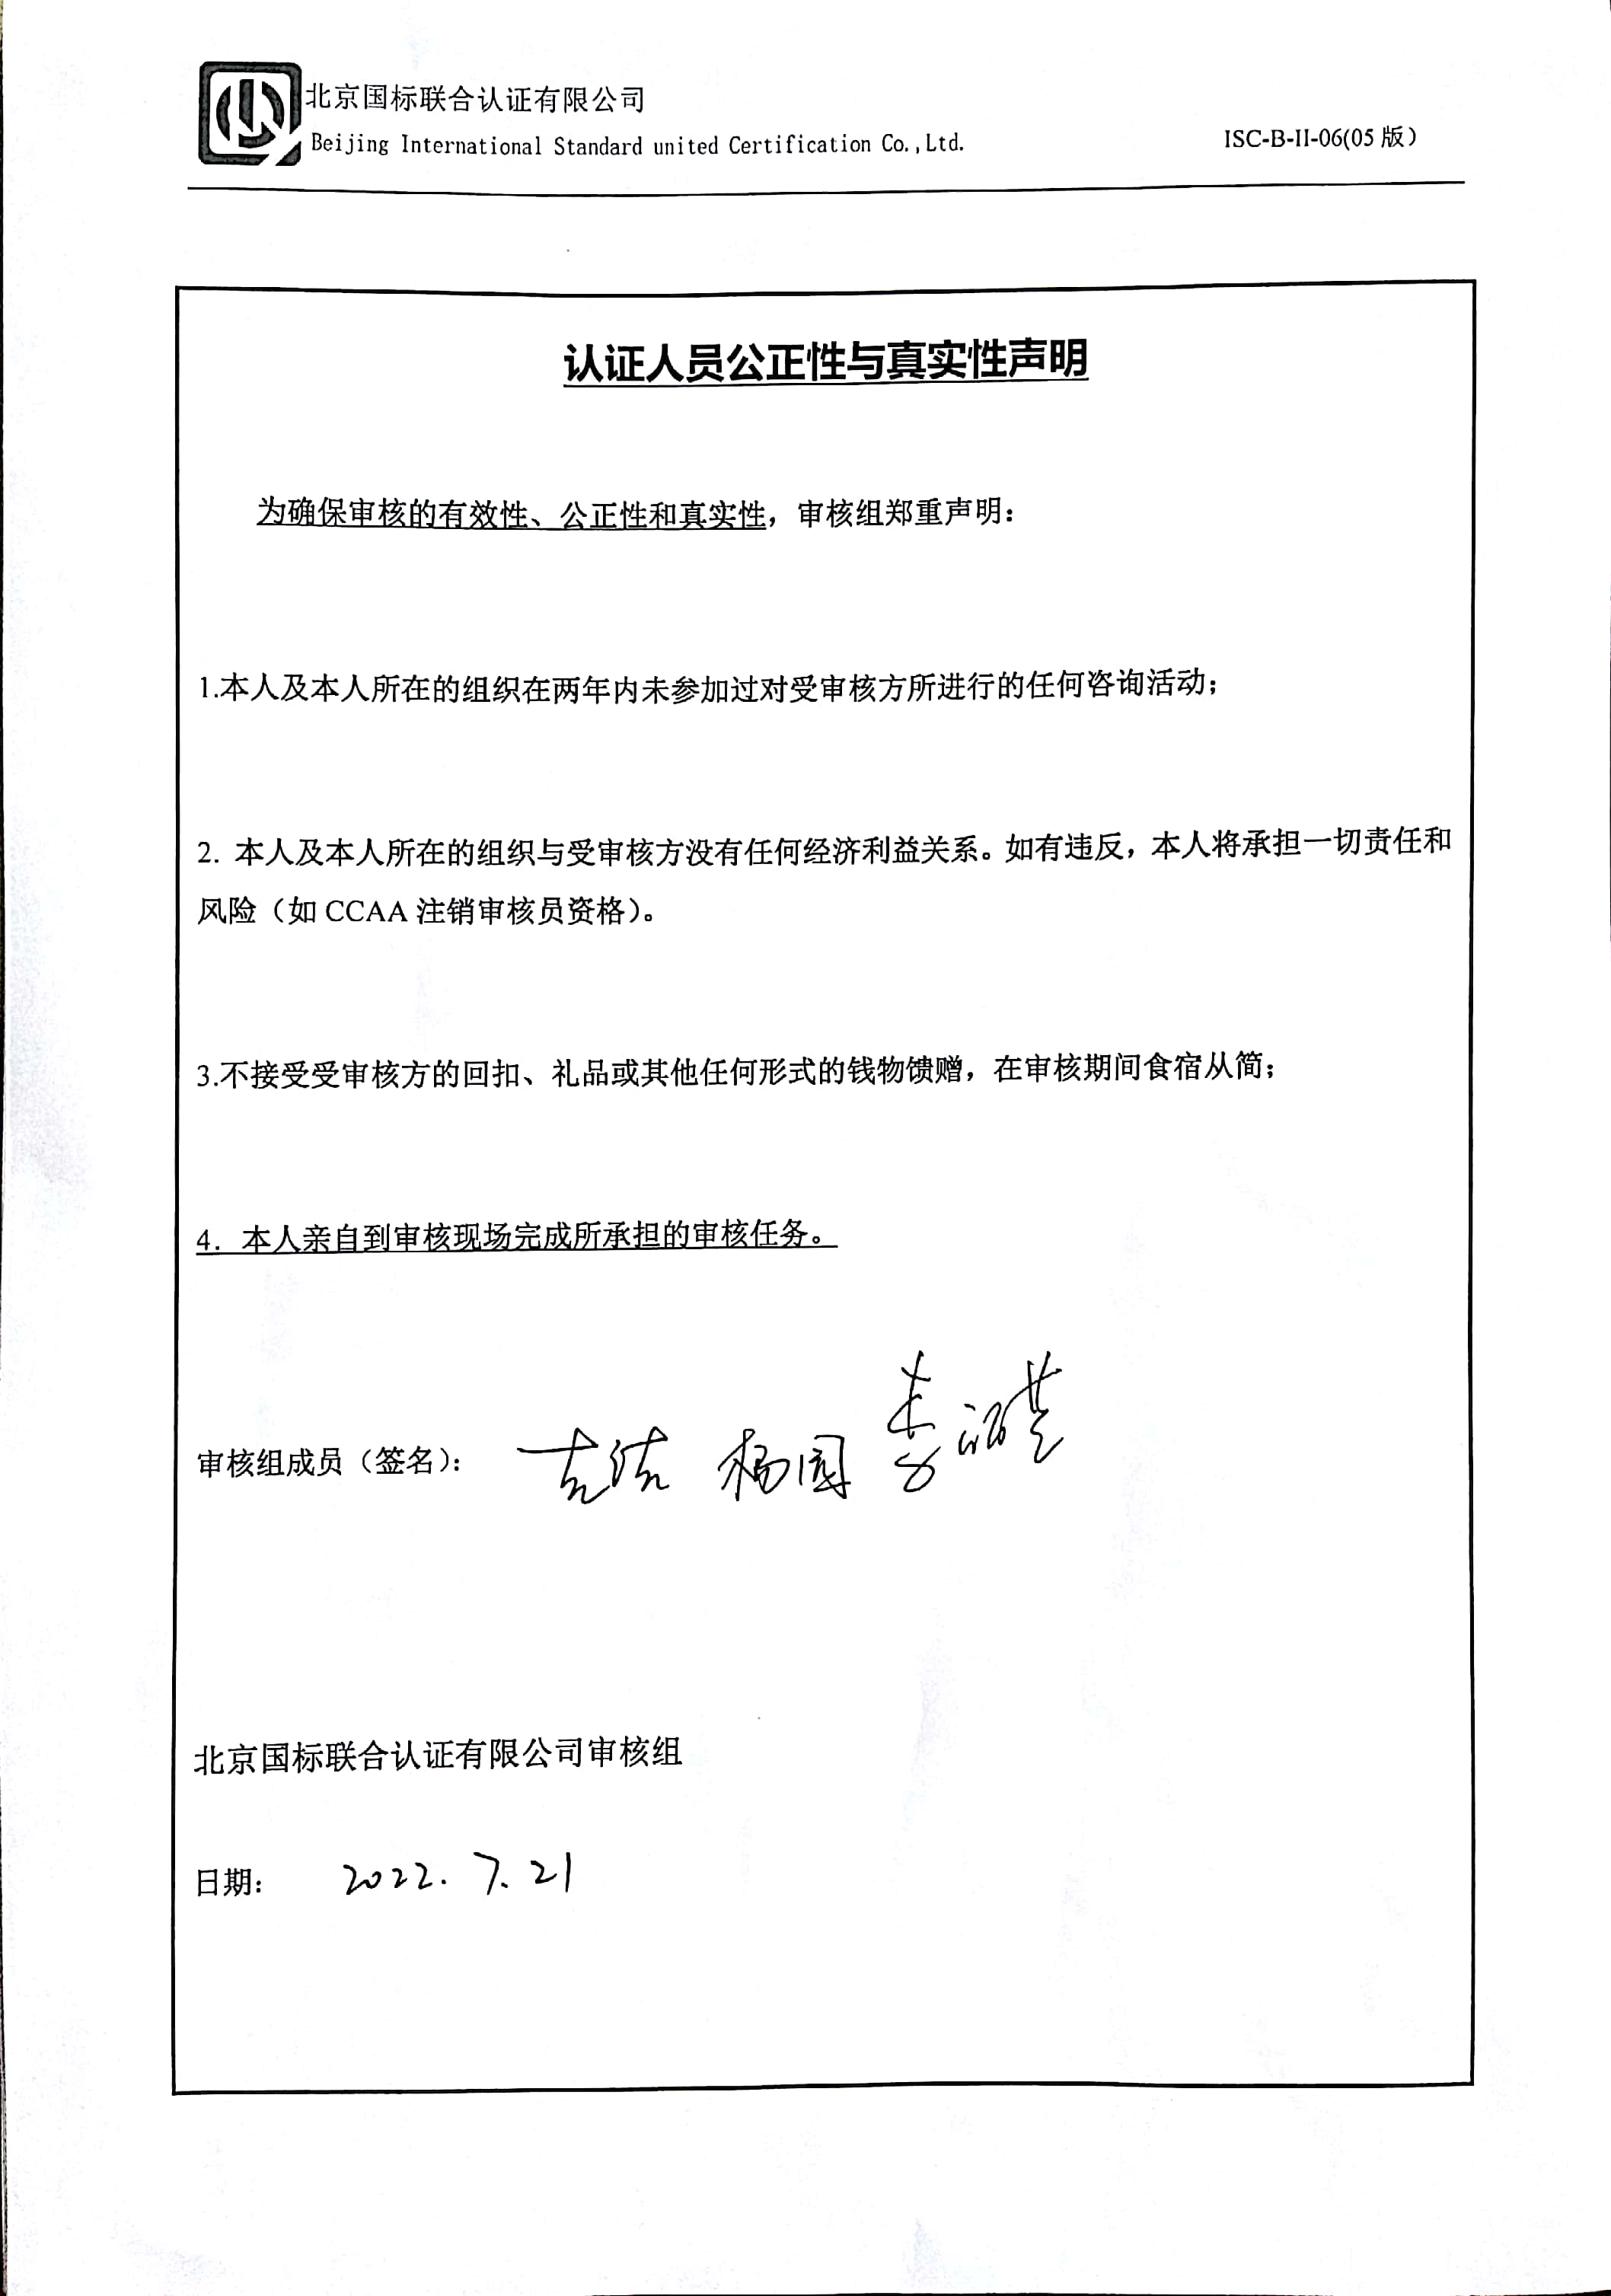 北京国标联合认证有限公司
Beijing International Standard united Certification Co.,Ltd.
ISC-B-II-06(05 版)
认证人员公正性与真实性声明
为确保审核的有效性、公正性和真实性，审核组郑重声明：
1.本人及本人所在的组织在两年内未参加过对受审核方所进行的任何咨询活动；
2. 本人及本人所在的组织与受审核方没有任何经济利益关系。如有违反，本人将承担一切责任和
风险（如 CCAA 注销审核员资格）。
3.不接受受审核方的回扣、礼品或其他任何形式的钱物馈赠，在审核期间食宿从简；
4. 本人亲自到审核现场完成所承担的审核任务。
审核组成员（签名）： 吉洁 杨园
北京国标联合认证有限公司审核组
日期： 2022.7.21